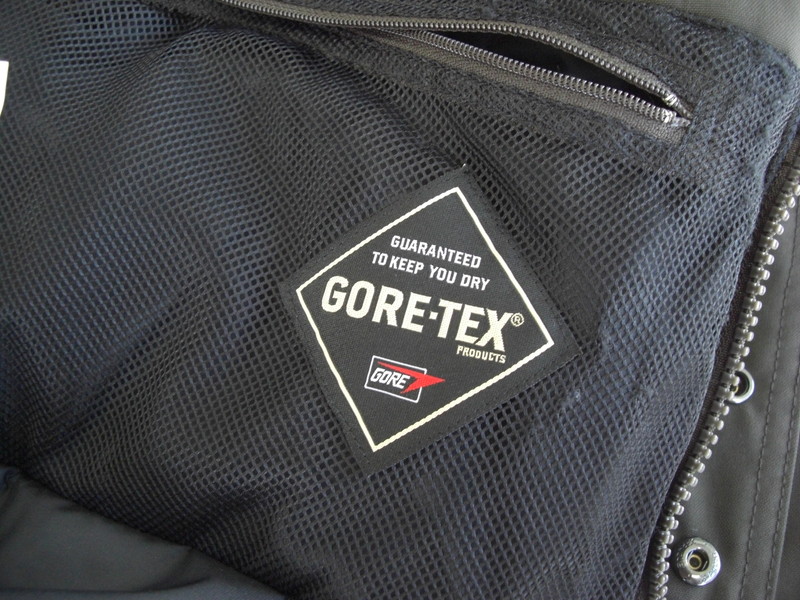 GUARANTEED
TO KEEP YOU DRY
GORE-TEX®
PRODUCTS
GORE